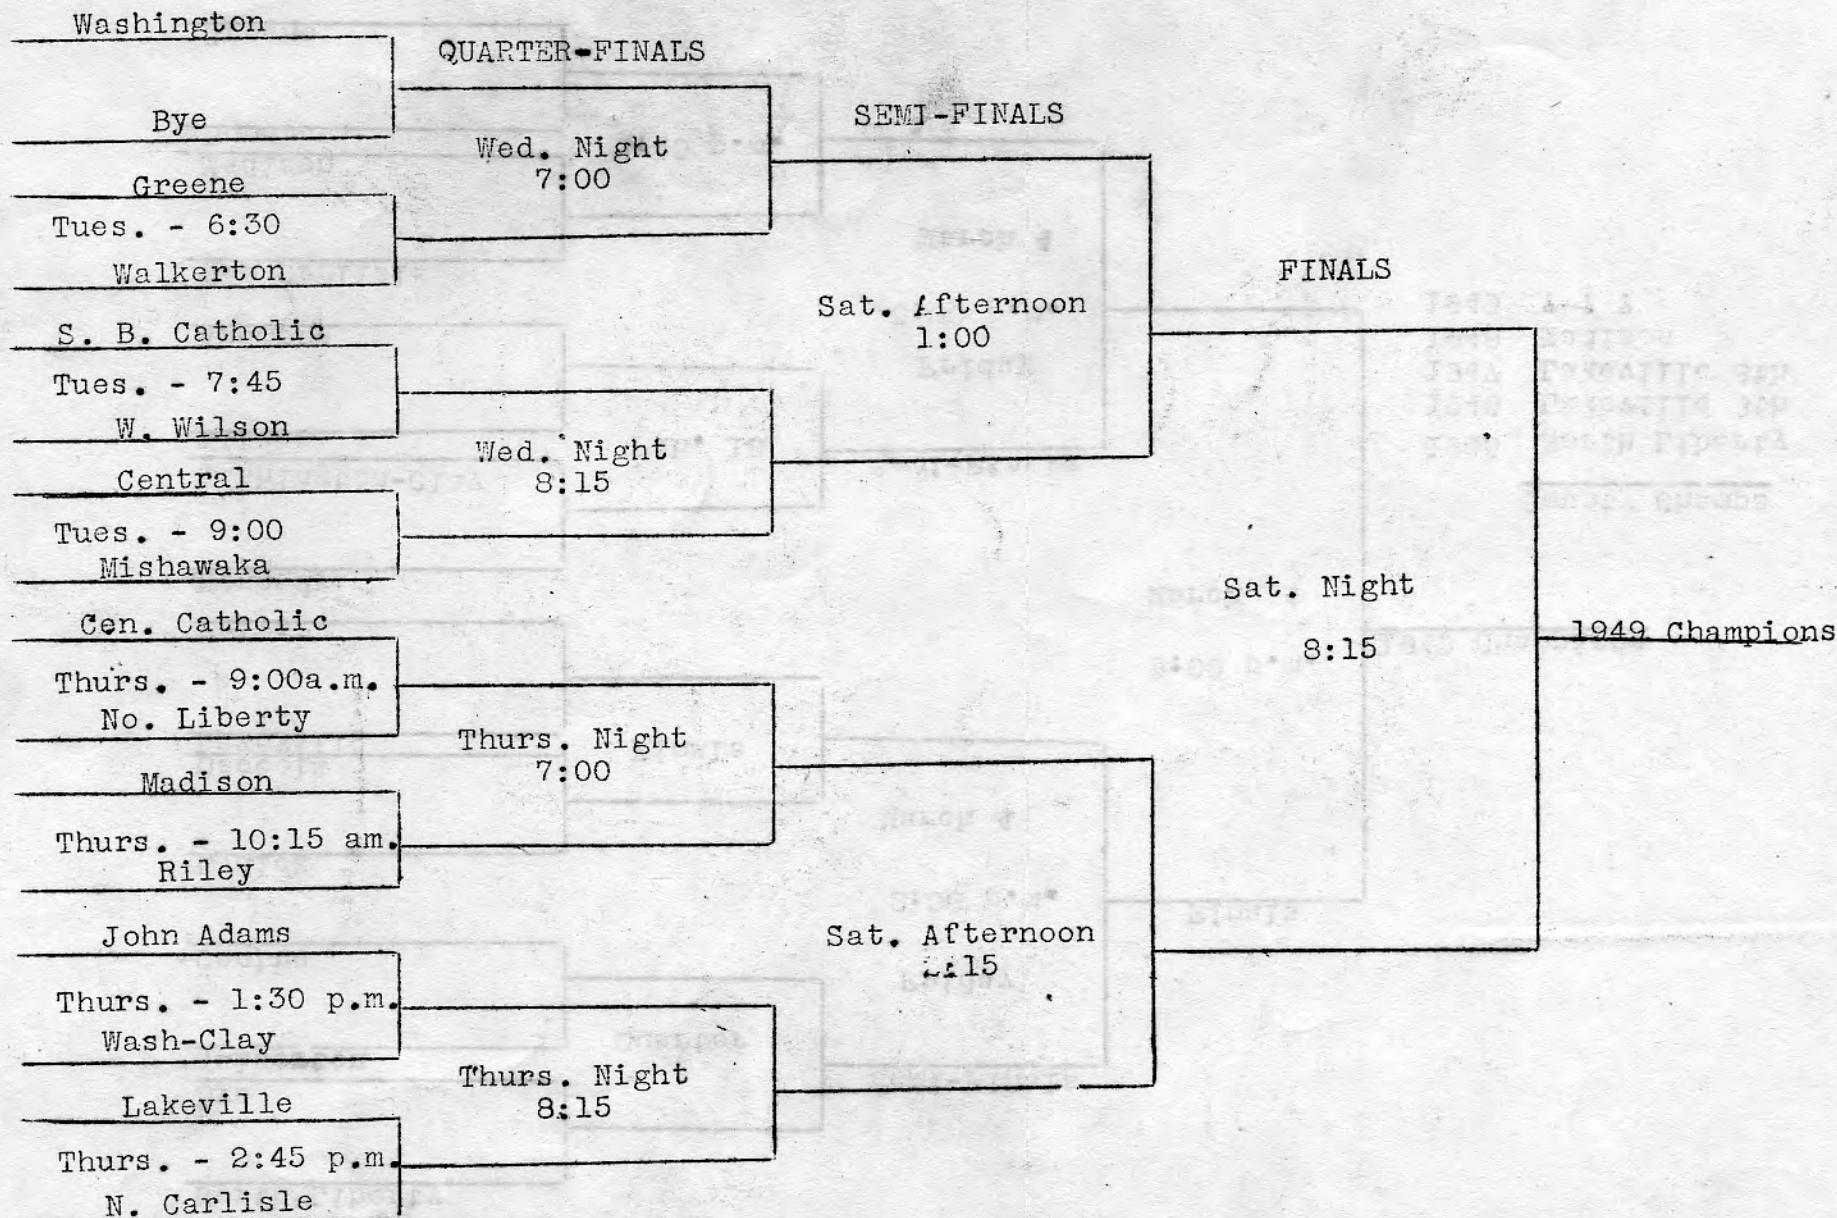 Washington
Bye
Greene
Tues. - 6:30
Walkerton
S. B. Catholic
Tues. - 7:45
W. Wilson
Central
Tues. - 9:00
Mishawaka
Cen. Catholic
Thurs. - 9:00a.m.
No. Liberty
Madison
Thurs. - 10:15 am.
Riley
John Adams
Thurs. - 1:30 p.m.
Wash-Clay
Lakeville
Thurs. - 2:45 p.m.
N. Carlisle
QUARTER-FINALS
Wed. Night
7:00
Wed. Night
8:15
Thurs. Night
7:00
Thurs. Night
8:15
SEMI-FINALS
Sat. Afternoon
1:00
Sat. Afternoon
FINALS
Sat. Night
8:15
1949 Champions